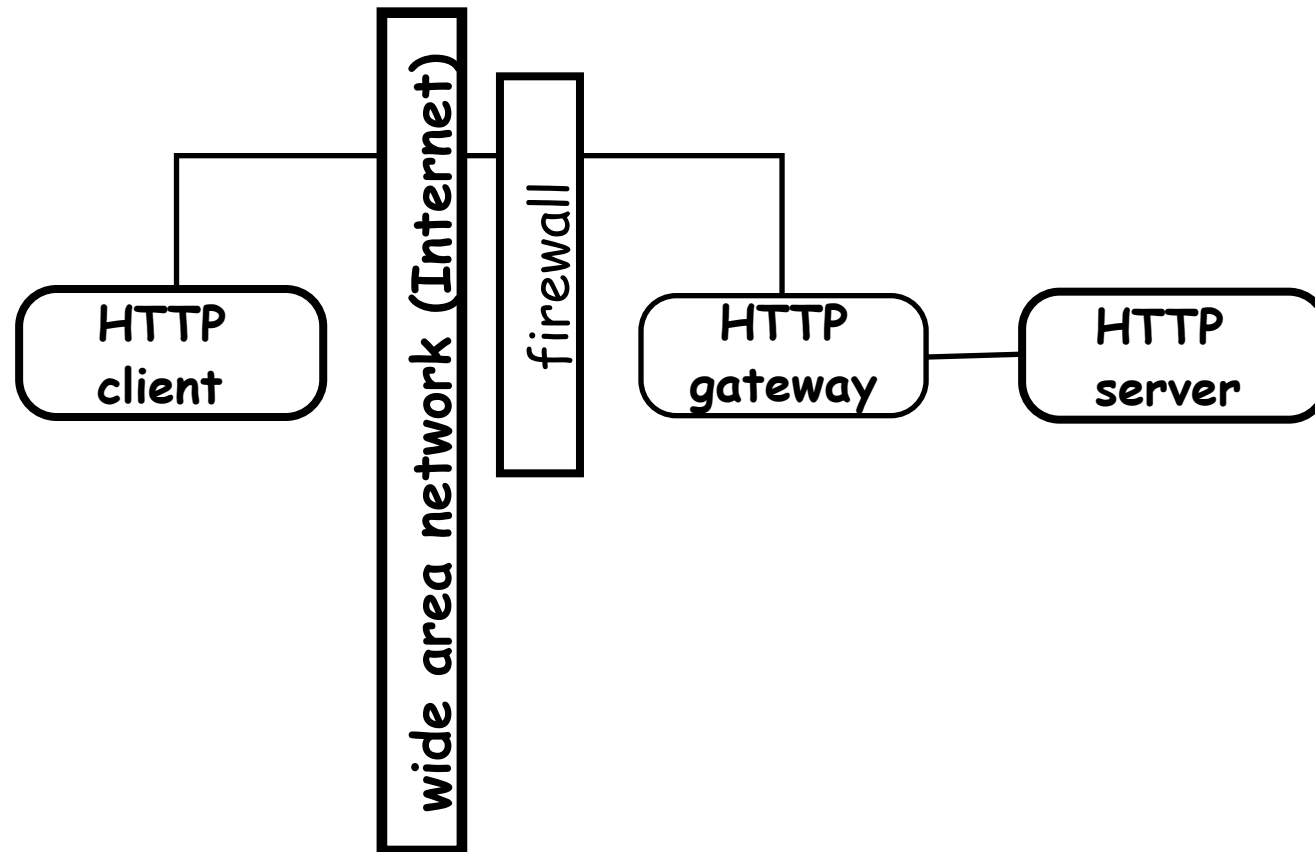 HTTP
client
wide area network (Internet)
firewall
HTTP
gateway
HTTP
server